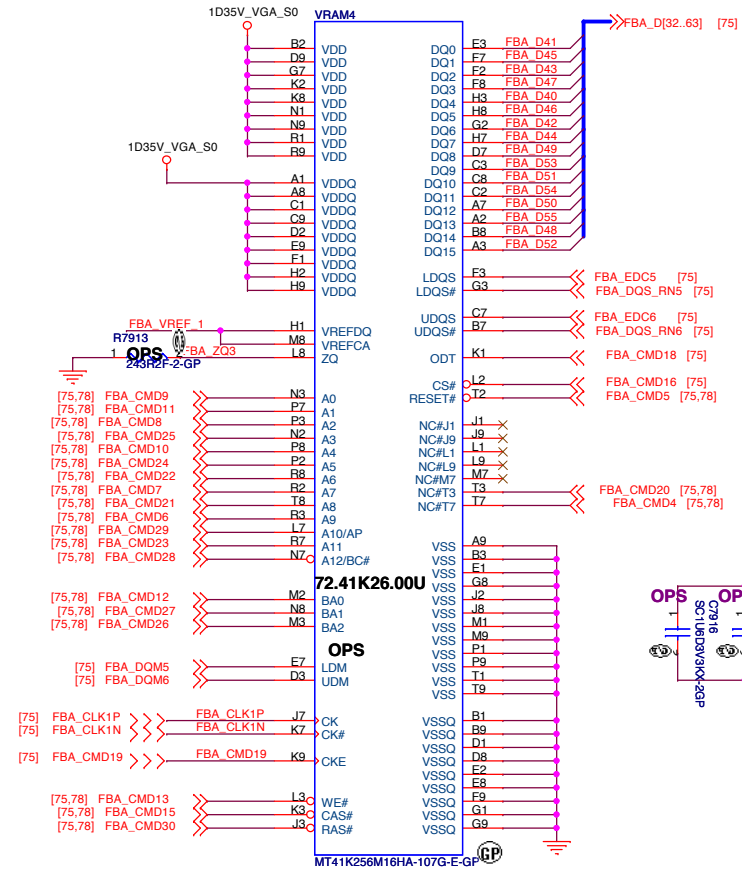 1D35V_VGA_S0
VRAM4
FBA_D[32..63] [75]
B2 VDD
D9 VDD
G7 VDD
K2 VDD
K8 VDD
N1 VDD
N9 VDD
R1 VDD
R9 VDD
1D35V_VGA_S0
A1 VDDQ
A8 VDDQ
C1 VDDQ
C9 VDDQ
D2 VDDQ
E9 VDDQ
F1 VDDQ
H2 VDDQ
H9 VDDQ
FBA_VREF_1
H1 VREFDQ
M8 VREFCA
R7913
1 OPS FBA_ZQ3 L8 ZQ
243R2F-2-GP
[75,78] FBA_CMD9 N3 A0
[75,78] FBA_CMD11 P7 A1
[75,78] FBA_CMD8 P3 A2
[75,78] FBA_CMD25 N2 A3
[75,78] FBA_CMD10 P8 A4
[75,78] FBA_CMD24 P2 A5
[75,78] FBA_CMD22 R8 A6
[75,78] FBA_CMD7 R2 A7
[75,78] FBA_CMD21 T8 A8
[75,78] FBA_CMD6 R3 A9
[75,78] FBA_CMD29 L7 A10/AP
[75,78] FBA_CMD23 R7 A11
[75,78] FBA_CMD28 N7 A12/BC#
72.41K26.00U
[75,78] FBA_CMD12 M2 BA0
[75,78] FBA_CMD27 N8 BA1
[75,78] FBA_CMD26 M3 BA2
OPS
[75] FBA_DQM5 E7 LDM
[75] FBA_DQM6 D3 UDM
[75] FBA_CLK1P FBA_CLK1P J7 CK
[75] FBA_CLK1N FBA_CLK1N K7 CK#
[75] FBA_CMD19 FBA_CMD19 K9 CKE
[75,78] FBA_CMD13 L3 WE#
[75,78] FBA_CMD15 K3 CAS#
[75,78] FBA_CMD30 J3 RAS#
DQ0 E3 FBA_D41
DQ1 F7 FBA_D45
DQ2 F2 FBA_D43
DQ3 F8 FBA_D47
DQ4 H3 FBA_D40
DQ5 H8 FBA_D46
DQ6 G2 FBA_D42
DQ7 H7 FBA_D44
DQ8 D7 FBA_D49
DQ9 C3 FBA_D53
DQ10 C8 FBA_D51
DQ11 C2 FBA_D54
DQ12 A7 FBA_D50
DQ13 A2 FBA_D55
DQ14 B8 FBA_D48
DQ15 A3 FBA_D52
LDQS F3 FBA_EDC5 [75]
LDQS# G3 FBA_DQS_RN5 [75]
UDQS C7 FBA_EDC6 [75]
UDQS# B7 FBA_DQS_RN6 [75]
ODT K1 FBA_CMD18 [75]
CS# L2 FBA_CMD16 [75]
RESET# T2 FBA_CMD5 [75,78]
NC#J1 J1
NC#J9 J9
NC#L1 L1
NC#L9 L9
NC#M7 M7
NC#T3 T3 FBA_CMD20 [75,78]
NC#T7 T7 FBA_CMD4 [75,78]
VSS A9
VSS B3
VSS E1
VSS G8
VSS J2
VSS J8
VSS M1
VSS M9
VSS P1
VSS P9
VSS T1
VSS T9
VSSQ B1
VSSQ B9
VSSQ D1
VSSQ D8
VSSQ E2
VSSQ E8
VSSQ F9
VSSQ G1
VSSQ G9
MT41K256M16HA-107G-E-GP
GP
OPS
1
C7916
SC1U6D3V3KX-2GP